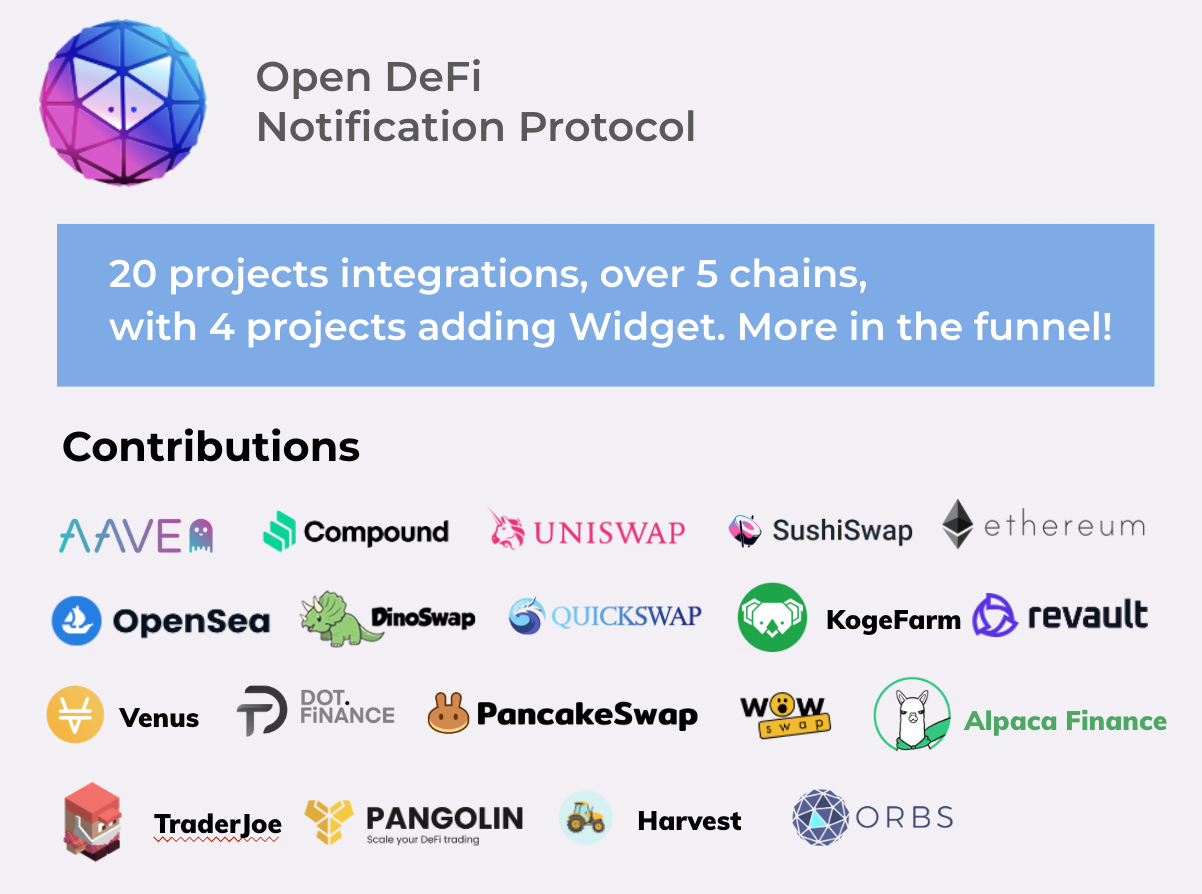 Open DeFi
Notification Protocol
20 projects integrations, over 5 chains,
with 4 projects adding Widget. More in the funnel!
Contributions
AAVE Compound UNISWAP SushiSwap ethereum
OpenSea DinoSwap QUICKSWAP KogeFarm revault
Venus DOT. FiNANCE PancakeSwap WOW swap Alpaca Finance
TraderJoe PANGOLIN Scale your DeFi trading Harvest ORBS